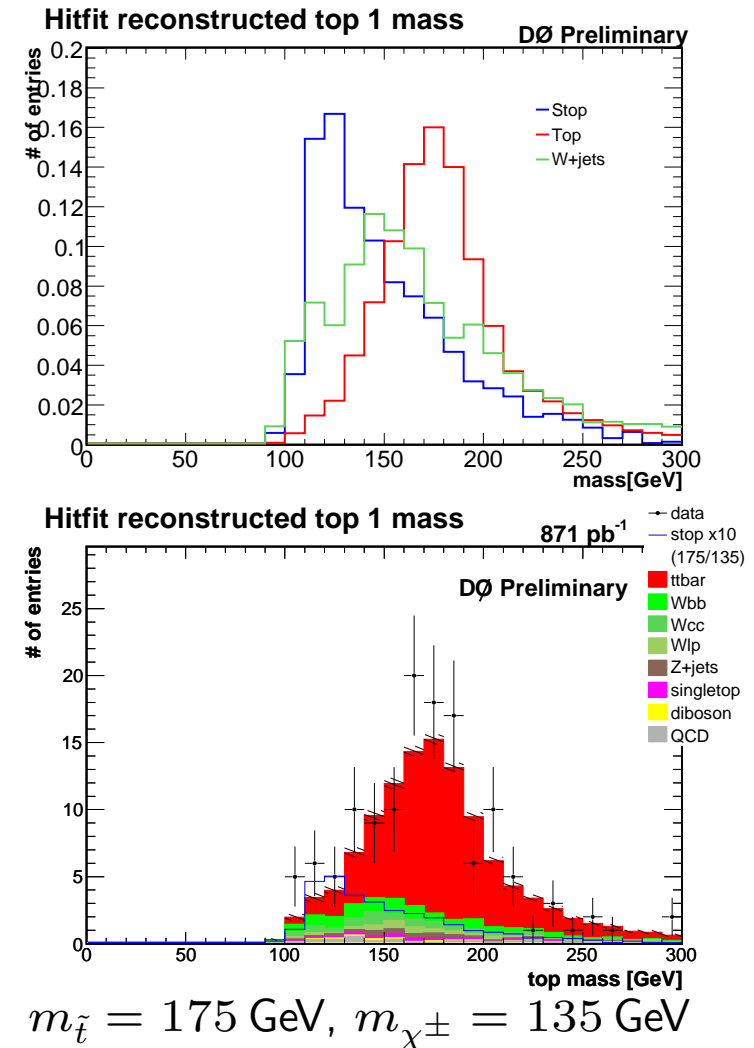 Hitfit reconstructed top 1 mass
DØ Preliminary
# of entries
0.2
0.18
0.16
0.14
0.12
0.1
0.08
0.06
0.04
0.02
0
Stop
Top
W+jets
0 50 100 150 200 250 300
mass[GeV]
Hitfit reconstructed top 1 mass
871 pb⁻¹
DØ Preliminary
# of entries
25
20
15
10
5
0
data
stop x10
(175/135)
ttbar
Wbb
Wcc
Wlp
Z+jets
singletop
diboson
QCD
0 50 100 150 200 250 300
top mass [GeV]
m_t̃ = 175 GeV, m_χ± = 135 GeV